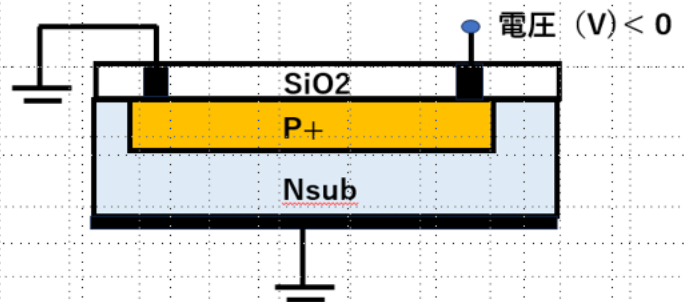 電圧（V）< 0
SiO2
P+
Nsub